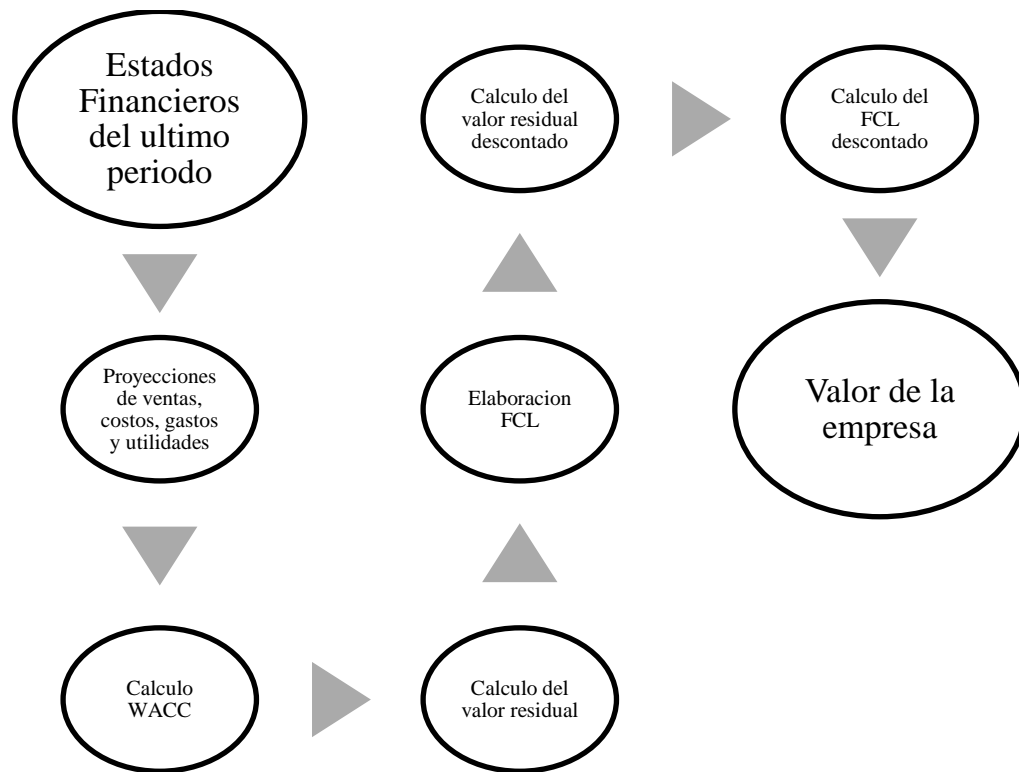 Estados
Financieros
del ultimo
periodo
Proyecciones
de ventas,
costos, gastos
y utilidades
Calculo
WACC
Calculo del
valor residual
Elaboracion
FCL
Calculo del
valor residual
descontado
Calculo del
FCL
descontado
Valor de la
empresa